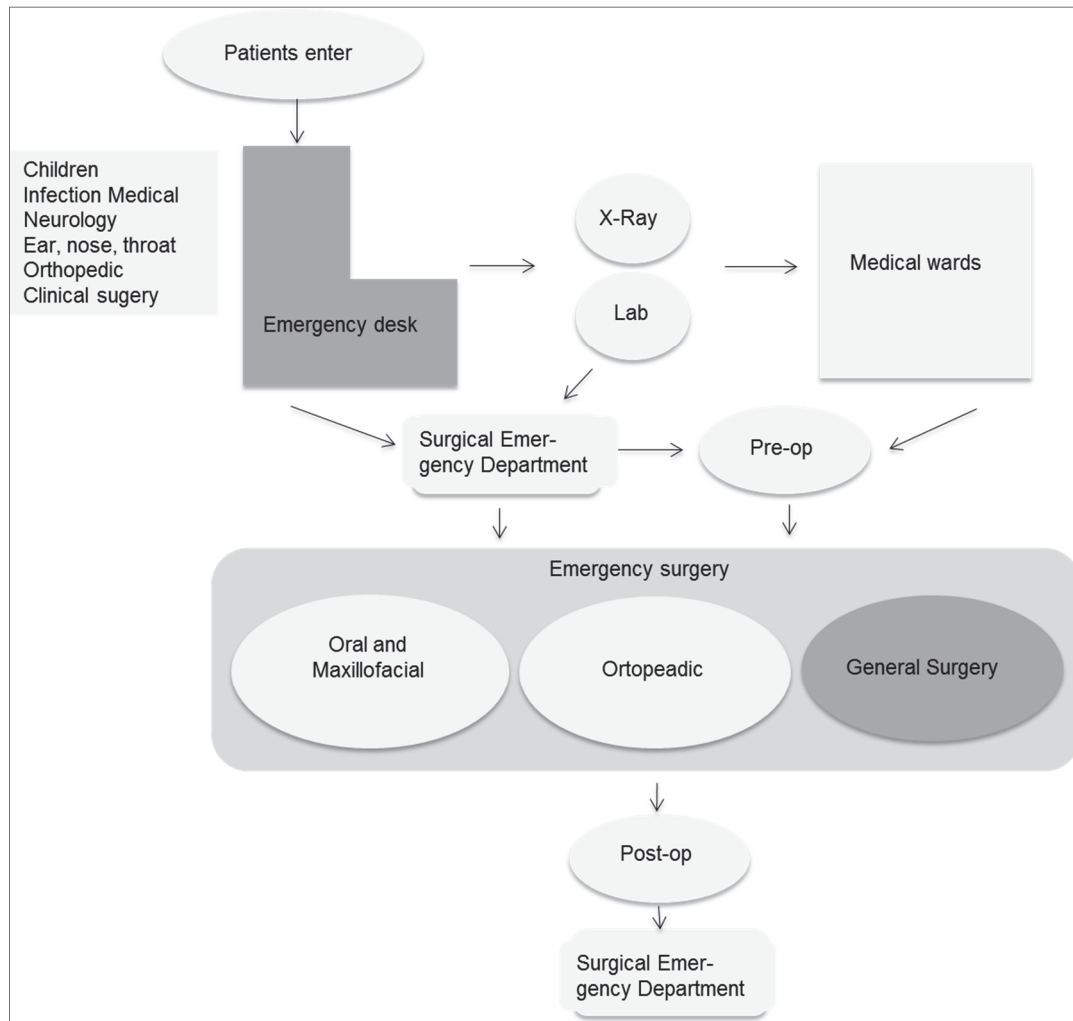 Patients enter
Children
Infection Medical
Neurology
Ear, nose, throat
Orthopedic
Clinical sugery
Emergency desk
X-Ray
Lab
Medical wards
Surgical Emer-
gency Department
Pre-op
Emergency surgery
Oral and
Maxillofacial
Ortopeadic
General Surgery
Post-op
Surgical Emer-
gency Department